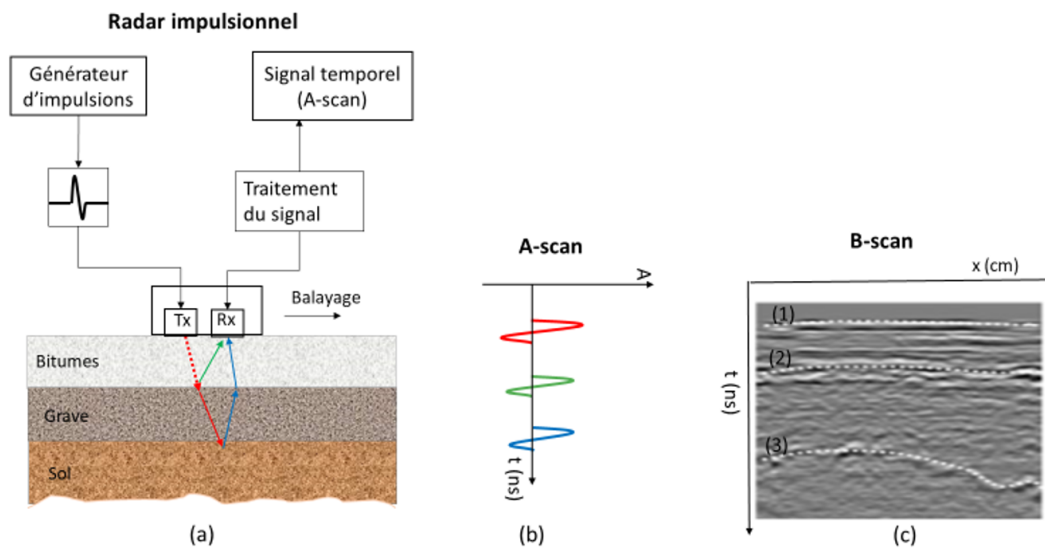 Radar impulsionnel
Générateur
d'impulsions
Signal temporel
(A-scan)
Traitement
du signal
Tx
Rx
Balayage
Bitumes
Grave
Sol
(a)
A-scan
A
t (ns)
(b)
B-scan
x (cm)
t (ns)
(1)
(2)
(3)
(c)